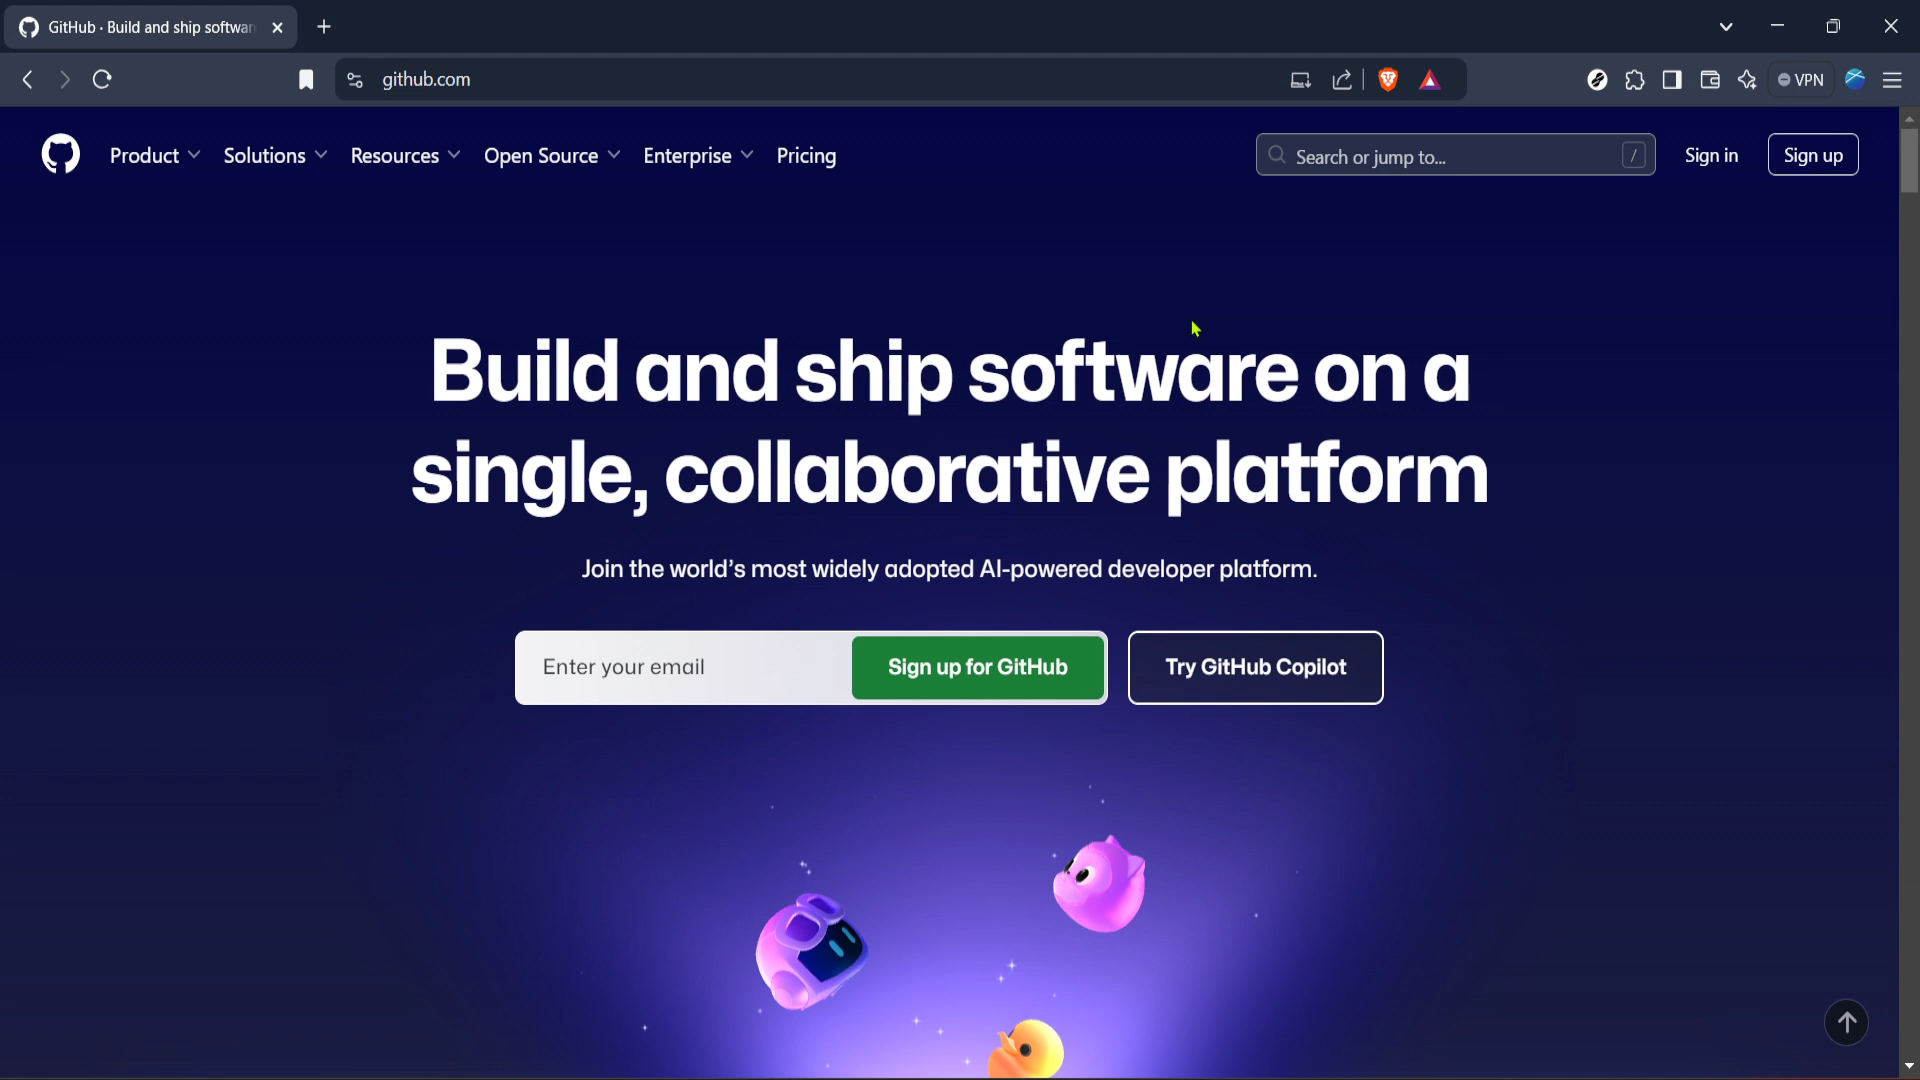 GitHub · Build and ship softwar
github.com
VPN
Product
Solutions
Resources
Open Source
Enterprise
Pricing
Search or jump to...
/
Sign in
Sign up
Build and ship software on a
single, collaborative platform
Join the world's most widely adopted AI-powered developer platform.
Enter your email
Sign up for GitHub
Try GitHub Copilot